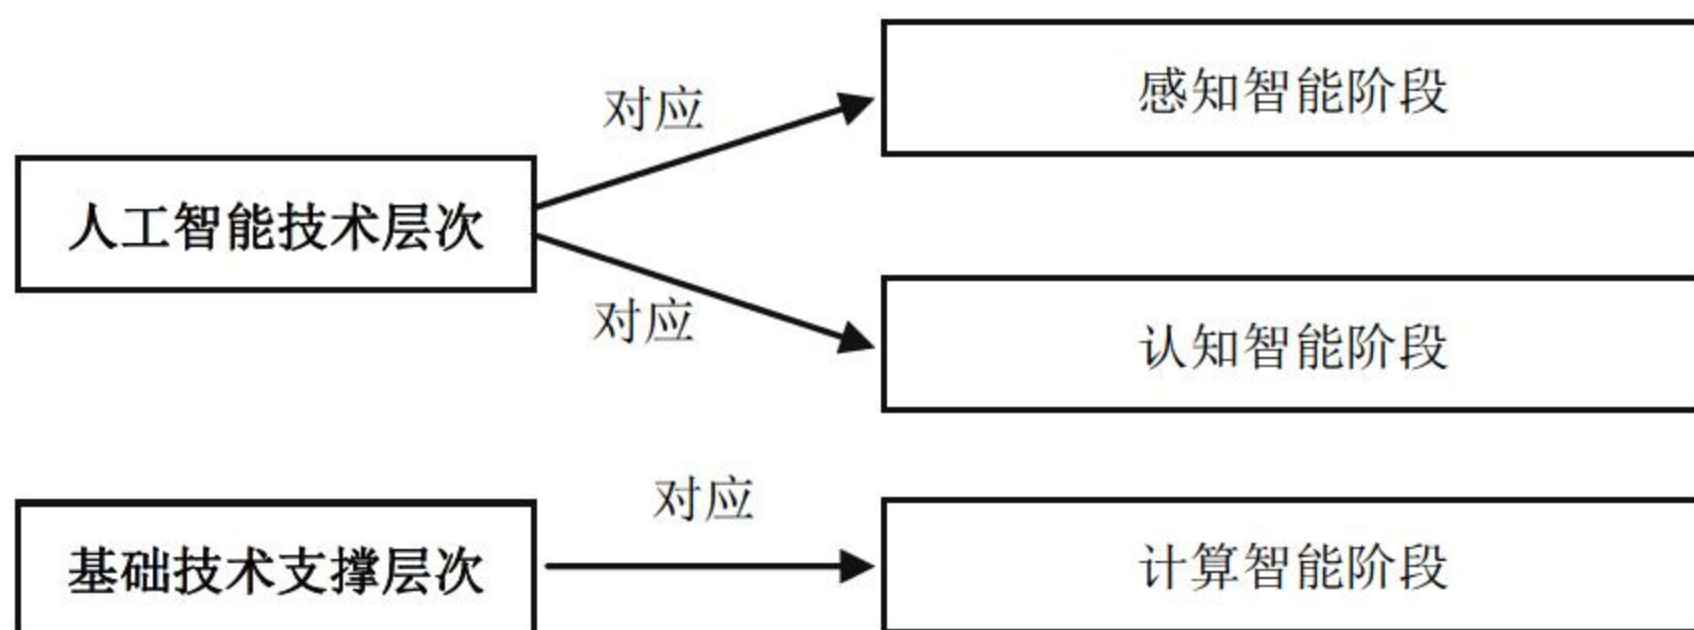 感知智能阶段
对应
人工智能技术层次
对应
认知智能阶段
对应
基础技术支撑层次
计算智能阶段